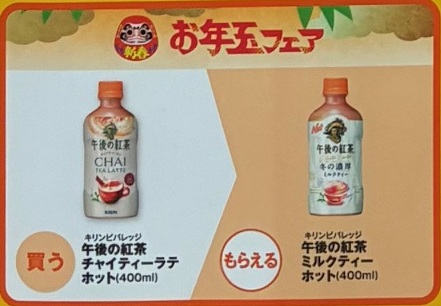 新春
お年玉フェア
午後の紅茶
CHAI
TEA LATTE
KIRIN
Hot
午後の紅茶
冬の濃厚
ミルクティー
買う
キリンビバレッジ
午後の紅茶
チャイティーラテ
ホット(400ml)
もらえる
キリンビバレッジ
午後の紅茶
ミルクティー
ホット(400ml)